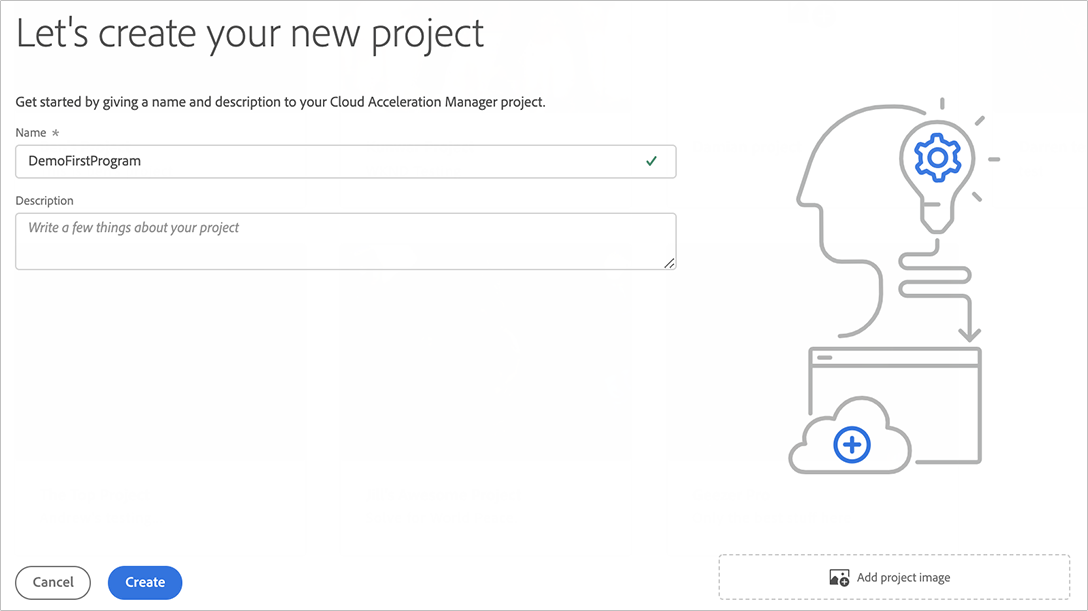 Let's create your new project
Get started by giving a name and description to your Cloud Acceleration Manager project.
Name *
DemoFirstProgram
Description
Write a few things about your project
Cancel
Create
Add project image